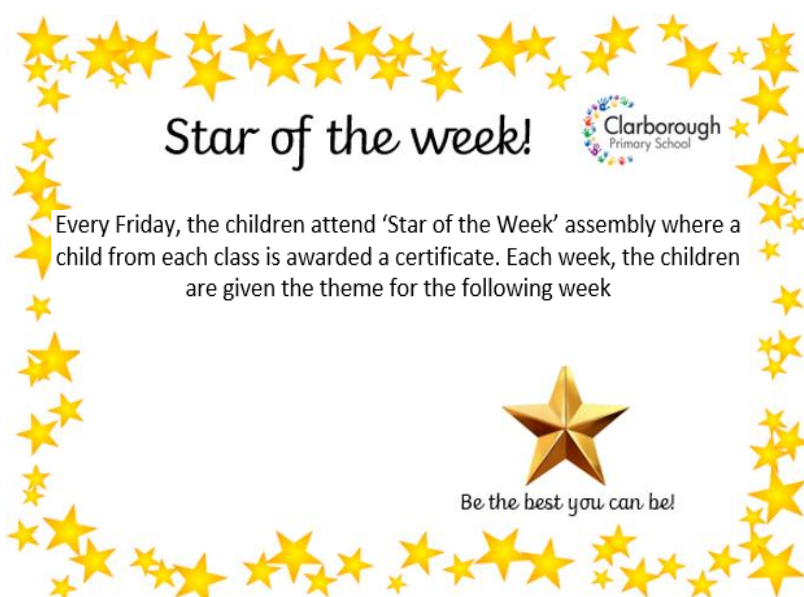 Star of the week!
Clarborough
Primary School
Every Friday, the children attend ‘Star of the Week’ assembly where a
child from each class is awarded a certificate. Each week, the children
are given the theme for the following week
Be the best you can be!